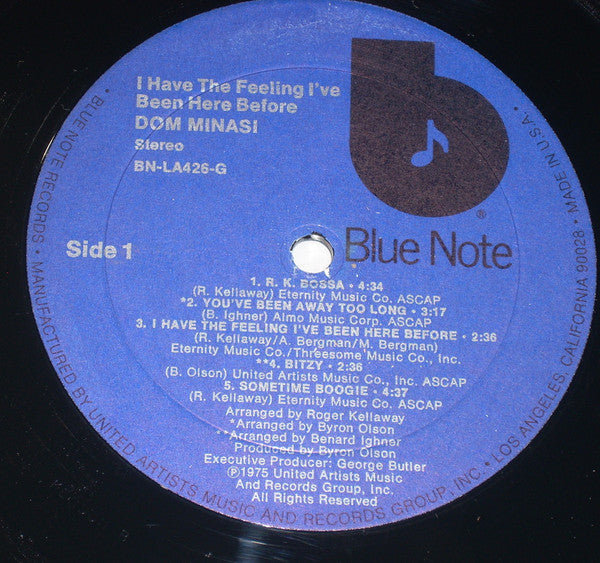 I Have The Feeling I've
Been Here Before
DOM MINASI
Stereo
BN-LA426-G
Side 1
b
®
Blue Note
1. R. K. BOSSA • 4:34
(R. Kellaway) Eternity Music Co. ASCAP
*2. YOU'VE BEEN AWAY TOO LONG • 3:17
(B. Ighner) Almo Music Corp. ASCAP
3. I HAVE THE FEELING I'VE BEEN HERE BEFORE • 2:36
(R. Kellaway/A. Bergman/M. Bergman)
Eternity Music Co./Threesome Music Co., Inc.
**4. BITZY • 2:36
(B. Olson) United Artists Music Co., Inc. ASCAP
5. SOMETIME BOOGIE • 4:37
(R. Kellaway) Eternity Music Co. ASCAP
Arranged by Roger Kellaway
*Arranged by Byron Olson
**Arranged by Benard Ighner
Produced by Byron Olson
Executive Producer: George Butler
℗1975 United Artists Music
And Records Group, Inc.
All Rights Reserved
• BLUE NOTE RECORDS • MANUFACTURED BY UNITED ARTISTS MUSIC AND RECORDS GROUP, INC. • LOS ANGELES, CALIFORNIA 90028 • MADE IN U.S.A. •